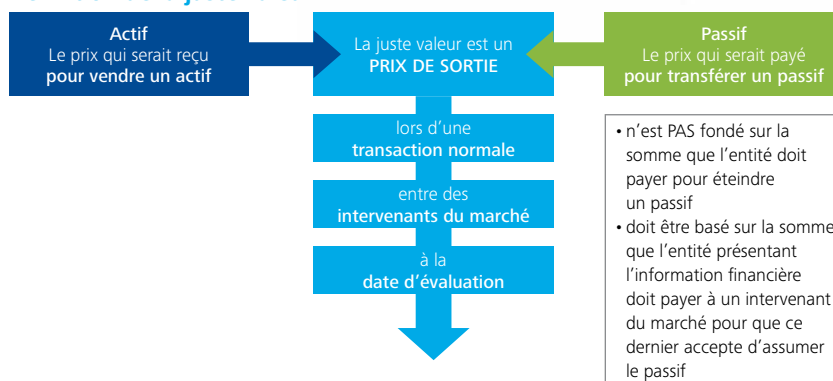 Actif
Le prix qui serait reçu
pour vendre un actif
La juste valeur est un
PRIX DE SORTIE
Passif
Le prix qui serait payé
pour transférer un passif
lors d'une
transaction normale
entre des
intervenants du marché
à la
date d'évaluation
• n'est PAS fondé sur la
somme que l'entité doit
payer pour éteindre
un passif
• doit être basé sur la somme
que l'entité présentant
l'information financière
doit payer à un intervenant
du marché pour que ce
dernier accepte d'assumer
le passif